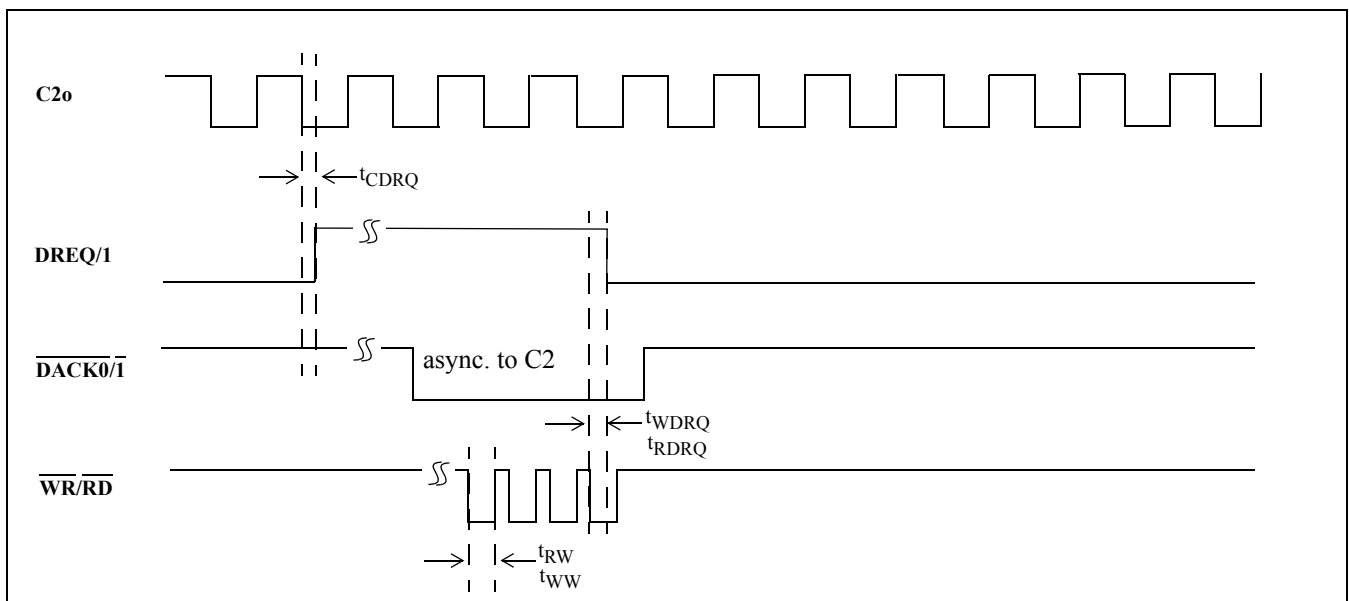 C2o
tCDRQ
DREQ/1
DACK0/1
async. to C2
tWDRQ
tRDRQ
WR/RD
tRW
tWW